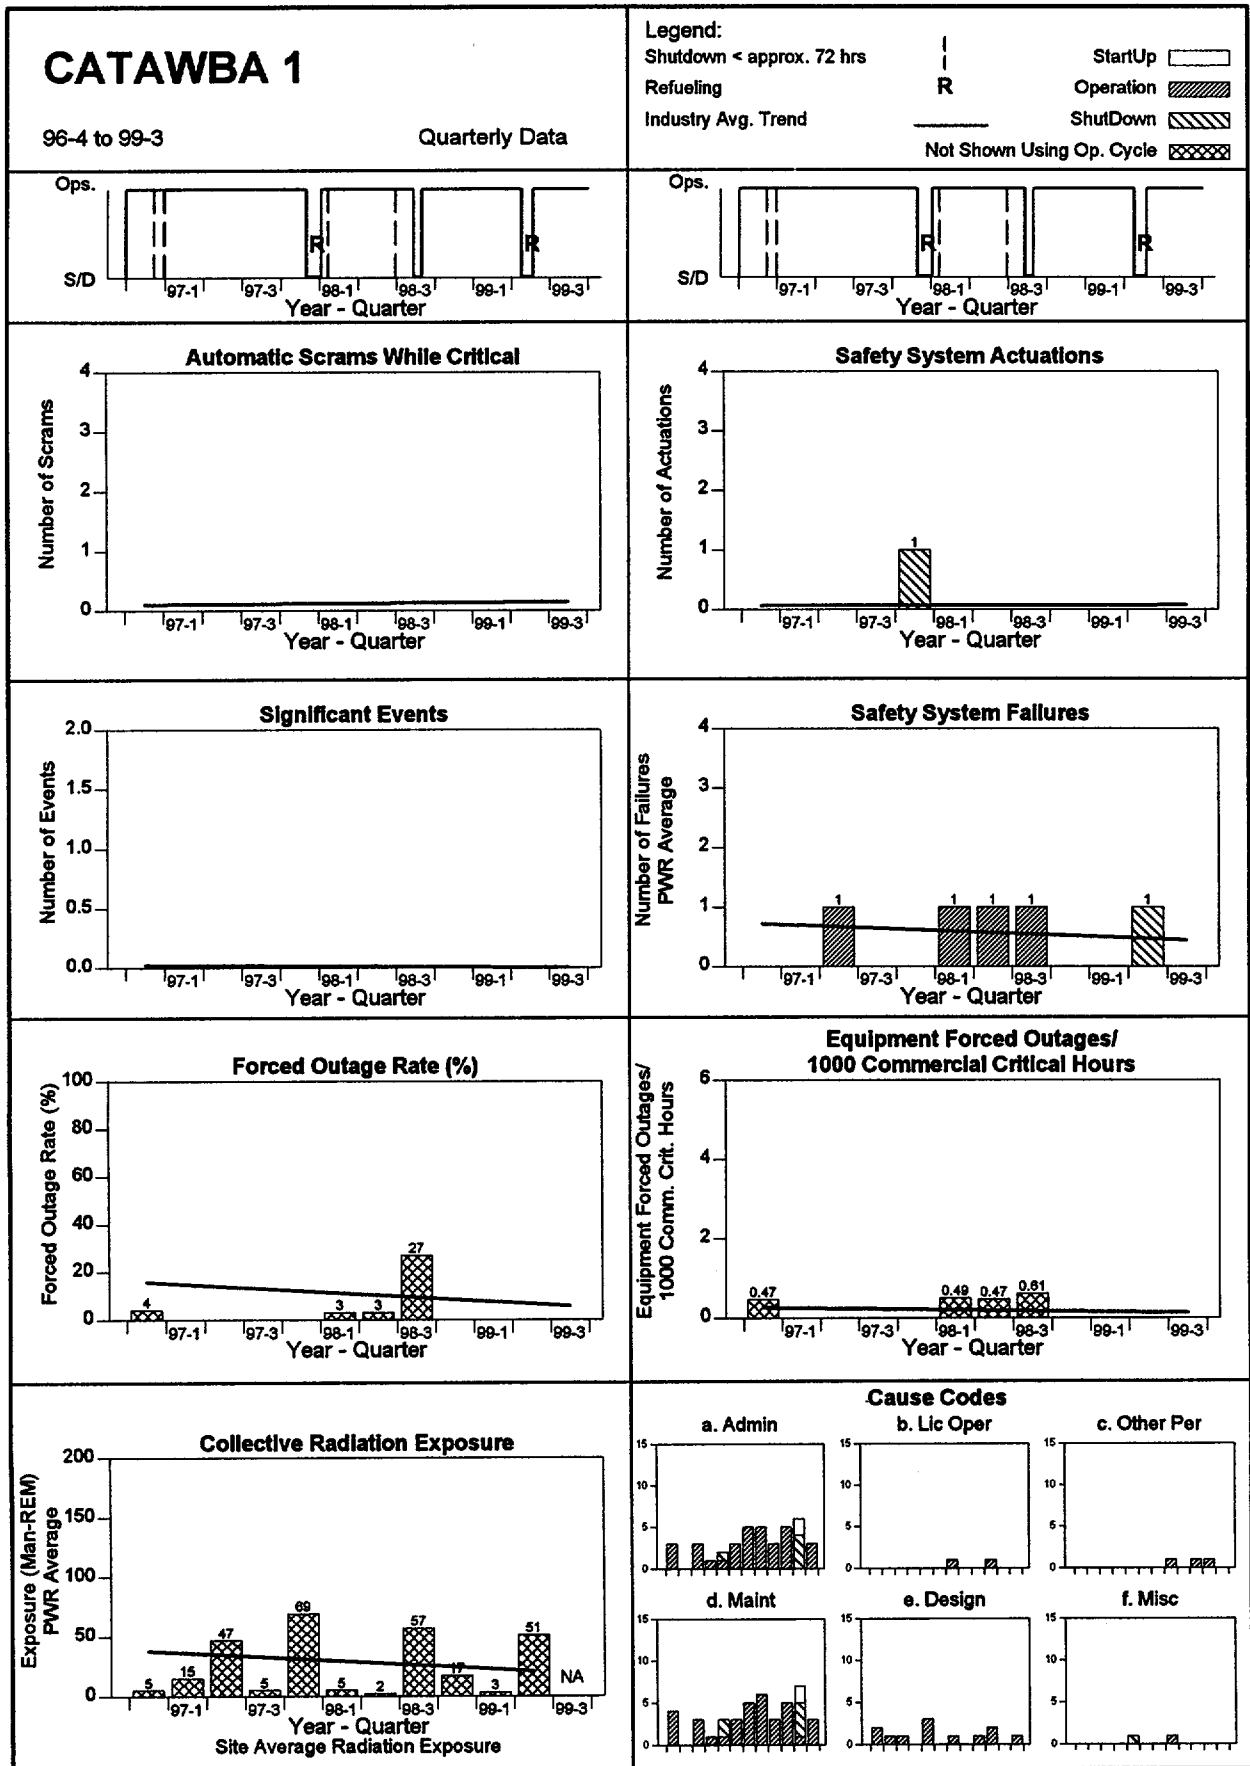 CATAWBA 1
96-4 to 99-3 Quarterly Data
Legend:
Shutdown < approx. 72 hrs
Refueling R
Industry Avg. Trend
StartUp
Operation
ShutDown
Not Shown Using Op. Cycle
Ops.
R R
S/D
97-1 97-3 98-1 98-3 99-1 99-3
Year - Quarter
Ops.
R R
S/D
97-1 97-3 98-1 98-3 99-1 99-3
Year - Quarter
Automatic Scrams While Critical
Number of Scrams
4
3
2
1
0
97-1 97-3 98-1 98-3 99-1 99-3
Year - Quarter
Safety System Actuations
Number of Actuations
4
3
2
1
0
1
97-1 97-3 98-1 98-3 99-1 99-3
Year - Quarter
Significant Events
Number of Events
2.0
1.5
1.0
0.5
0.0
97-1 97-3 98-1 98-3 99-1 99-3
Year - Quarter
Safety System Failures
Number of Failures
PWR Average
4
3
2
1
0
1 1 1 1 1
97-1 97-3 98-1 98-3 99-1 99-3
Year - Quarter
Forced Outage Rate (%)
Forced Outage Rate (%)
100
80
60
40
20
0
4 3 3 27
97-1 97-3 98-1 98-3 99-1 99-3
Year - Quarter
Equipment Forced Outages/
1000 Commercial Critical Hours
Equipment Forced Outages/
1000 Comm. Crit. Hours
6
4
2
0
0.47 0.49 0.47 0.61
97-1 97-3 98-1 98-3 99-1 99-3
Year - Quarter
Collective Radiation Exposure
Exposure (Man-REM)
PWR Average
200
150
100
50
0
5 15 47 5 69 5 2 57 17 3 51 NA
97-1 97-3 98-1 98-3 99-1 99-3
Year - Quarter
Site Average Radiation Exposure
Cause Codes
a. Admin
15
10
5
0
b. Lic Oper
15
10
5
0
c. Other Per
15
10
5
0
d. Maint
15
10
5
0
e. Design
15
10
5
0
f. Misc
15
10
5
0